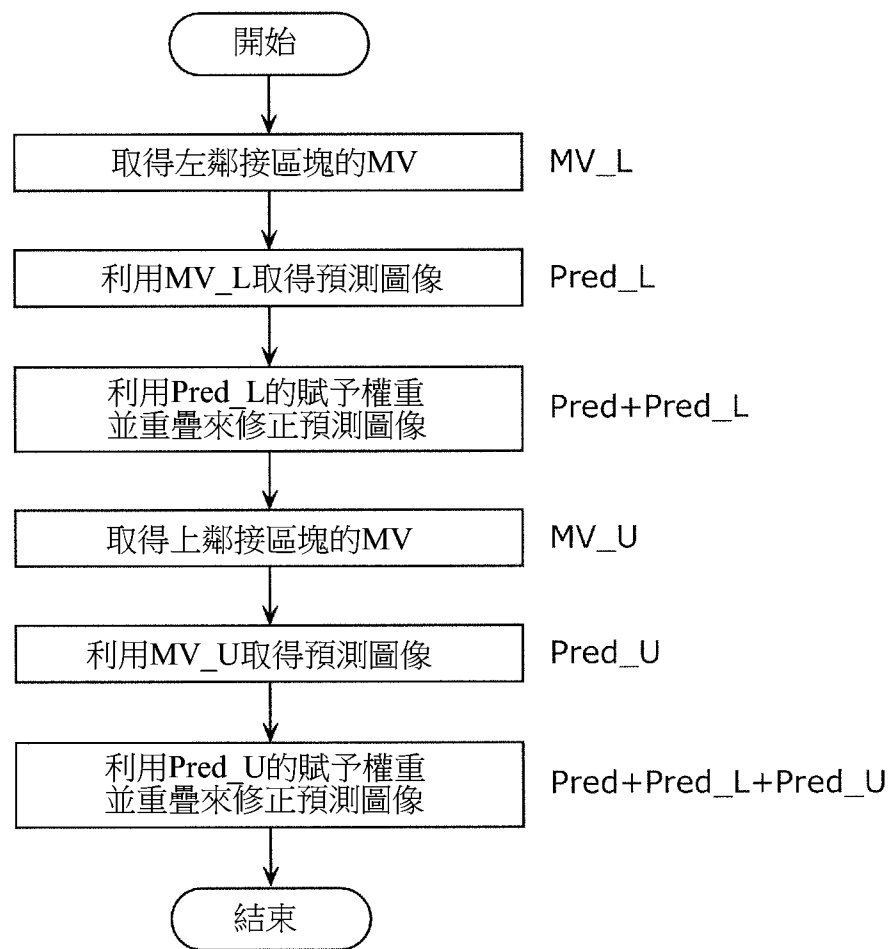 開始
取得左鄰接區塊的MV
MV_L
利用MV_L取得預測圖像
Pred_L
利用Pred_L的賦予權重
並重疊來修正預測圖像
Pred+Pred_L
取得上鄰接區塊的MV
MV_U
利用MV_U取得預測圖像
Pred_U
利用Pred_U的賦予權重
並重疊來修正預測圖像
Pred+Pred_L+Pred_U
結束